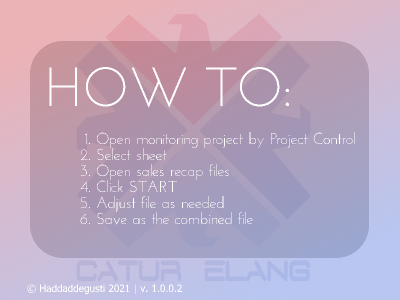 HOW TO:
1. Open monitoring project by Project Control
2. Select sheet
3. Open sales recap files
4. Click START
5. Adjust file as needed
6. Save as the combined file
CATUR ELANG
© Haddaddegusti 2021 | v. 1.0.0.2